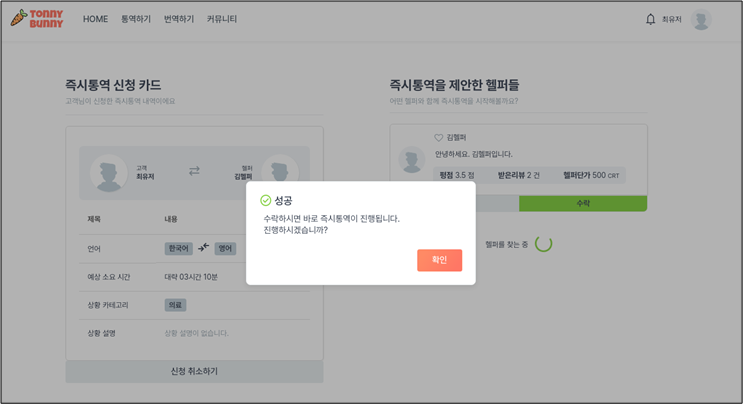 TONNY
BUNNY
HOME 통역하기 번역하기 커뮤니티
최유저
즉시통역 신청 카드
고객님이 신청한 즉시통역 내역이에요
고객
최유저
헬퍼
김헬퍼
제목 내용
언어 한국어 영어
예상 소요 시간 대략 03시간 10분
상황 카테고리 의료
상황 설명 상황 설명이 없습니다.
신청 취소하기
즉시통역을 제안한 헬퍼들
어떤 헬퍼와 함께 즉시통역을 시작해볼까요?
김헬퍼
안녕하세요. 김헬퍼입니다.
평점 3.5 점 받은리뷰 2 건 헬퍼단가 500 CRT
수락
헬퍼를 찾는 중
성공
수락하시면 바로 즉시통역이 진행됩니다.
진행하시겠습니까?
확인